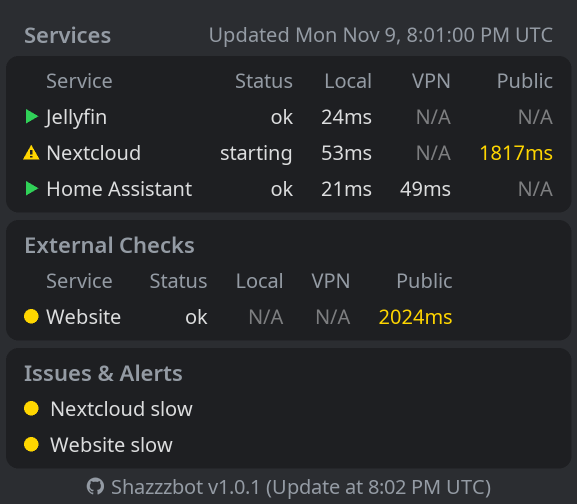 Services Updated Mon Nov 9, 8:01:00 PM UTC
Service Status Local VPN Public
Jellyfin ok 24ms N/A N/A
Nextcloud starting 53ms N/A 1817ms
Home Assistant ok 21ms 49ms N/A
External Checks
Service Status Local VPN Public
Website ok N/A N/A 2024ms
Issues & Alerts
Nextcloud slow
Website slow
Shazzzbot v1.0.1 (Update at 8:02 PM UTC)